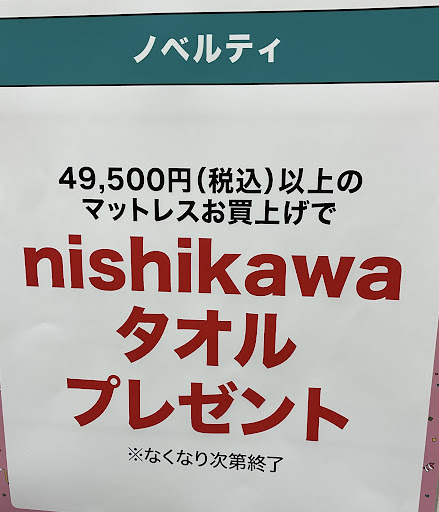 ノベルティ
49,500円(税込)以上の
マットレスお買上げで
nishikawa
タオル
プレゼント
※なくなり次第終了